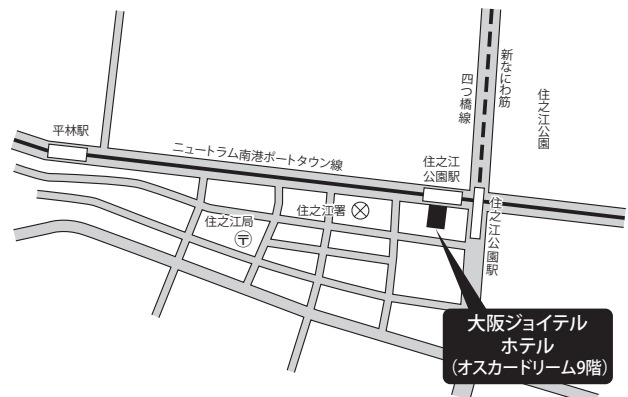 平林駅
ニュートラム南港ポートタウン線
四つ橋線
新なにわ筋
住之江公園
住之江
公園駅
住之江公園駅
住之江署
住之江局
〒
大阪ジョイテル
ホテル
(オスカードリーム9階)